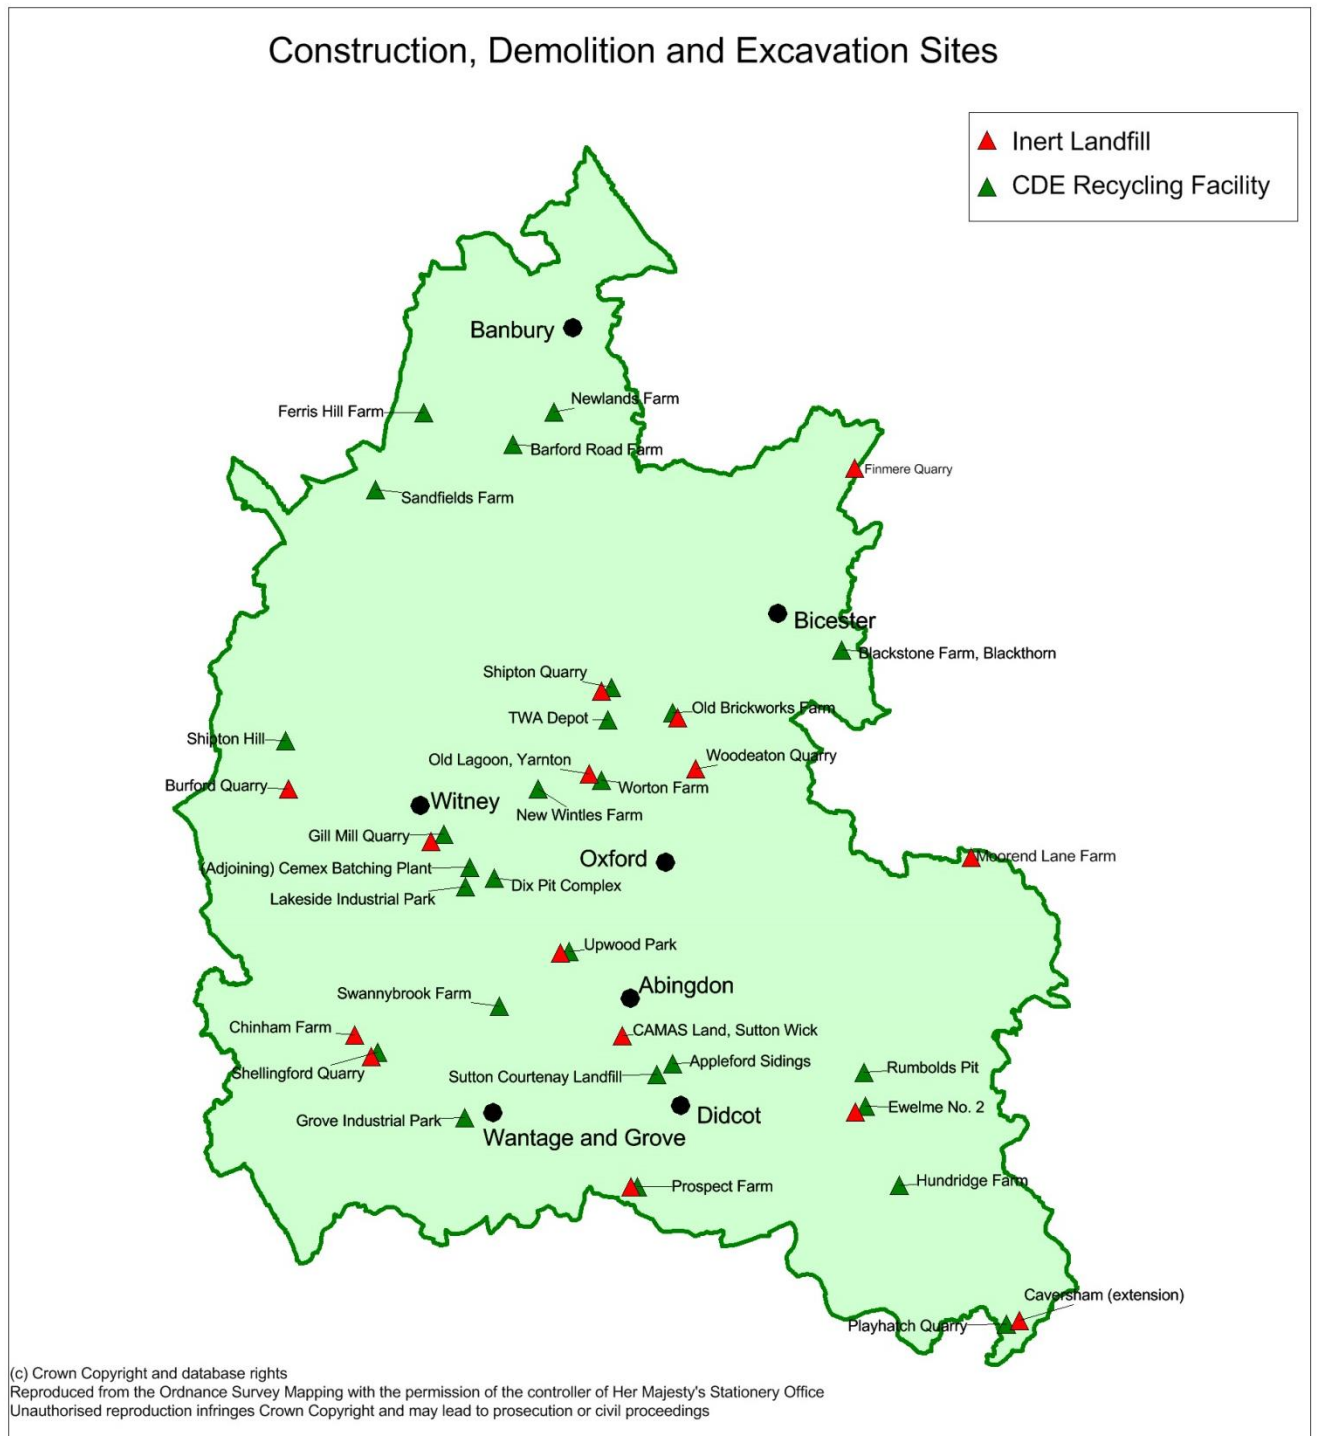 Construction, Demolition and Excavation Sites
Inert Landfill
CDE Recycling Facility
Banbury
Ferris Hill Farm
Newlands Farm
Barford Road Farm
Finmere Quarry
Sandfields Farm
Bicester
Blackstone Farm, Blackthorn
Shipton Quarry
Old Brickworks Farm
TWA Depot
Shipton Hill
Woodeaton Quarry
Old Lagoon, Yarnton
Burford Quarry
Worton Farm
Witney
New Wintles Farm
Gill Mill Quarry
Oxford
Moorend Lane Farm
(Adjoining) Cemex Batching Plant
Dix Pit Complex
Lakeside Industrial Park
Upwood Park
Abingdon
Swannybrook Farm
Chinham Farm
CAMAS Land, Sutton Wick
Appleford Sidings
Rumbolds Pit
Shellingford Quarry
Sutton Courtenay Landfill
Ewelme No. 2
Didcot
Grove Industrial Park
Wantage and Grove
Hundridge Farm
Prospect Farm
Caversham (extension)
Playhatch Quarry
(c) Crown Copyright and database rights
Reproduced from the Ordnance Survey Mapping with the permission of the controller of Her Majesty's Stationery Office
Unauthorised reproduction infringes Crown Copyright and may lead to prosecution or civil proceedings